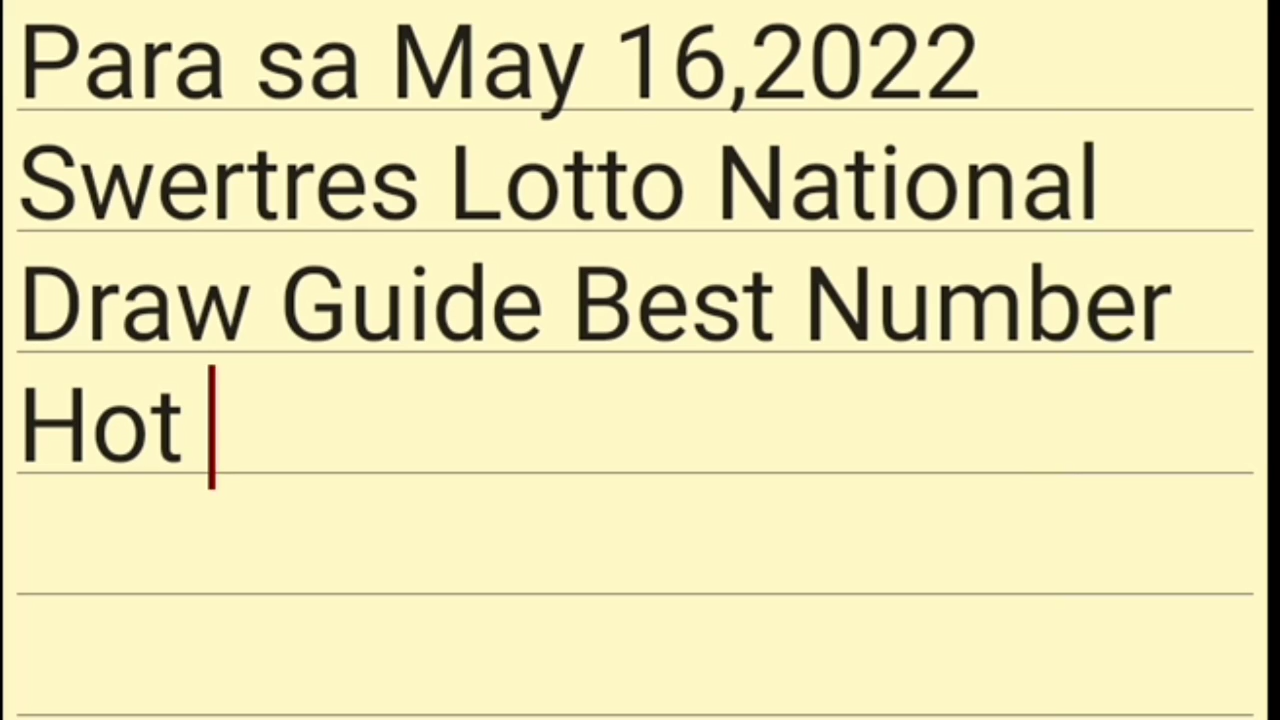 Para sa May 16,2022
Swertres Lotto National
Draw Guide Best Number
Hot